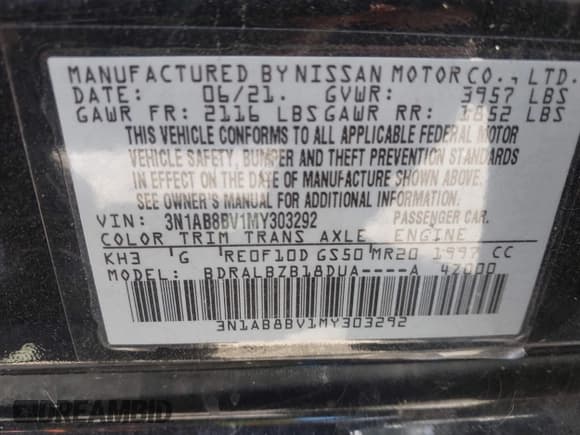 MANUFACTURED BY NISSAN MOTOR CO., LTD.
DATE: 06/21. GVWR: 3957 LBS
GAWR FR: 2116 LBS GAWR RR: 1852 LBS
THIS VEHICLE CONFORMS TO ALL APPLICABLE FEDERAL MOTOR
VEHICLE SAFETY, BUMPER AND THEFT PREVENTION STANDARDS
IN EFFECT ON THE DATE OF MANUFACTURE SHOWN ABOVE.
SEE OWNER'S MANUAL FOR ADDITIONAL INFORMATION.
VIN: 3N1AB8BV1MY303292 PASSENGER CAR.
COLOR TRIM TRANS AXLE ENGINE
KH3 G RE0F10D GS50 MR20 1997 CC
MODEL: BDRALBZB18DUA----A 4Z000
3N1AB8BV1MY303292
DREAMBID